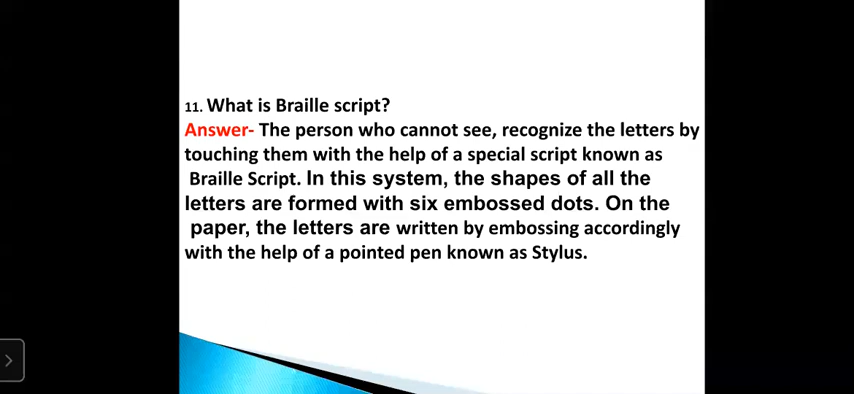 11. What is Braille script?
Answer- The person who cannot see, recognize the letters by
touching them with the help of a special script known as
Braille Script. In this system, the shapes of all the
letters are formed with six embossed dots. On the
paper, the letters are written by embossing accordingly
with the help of a pointed pen known as Stylus.